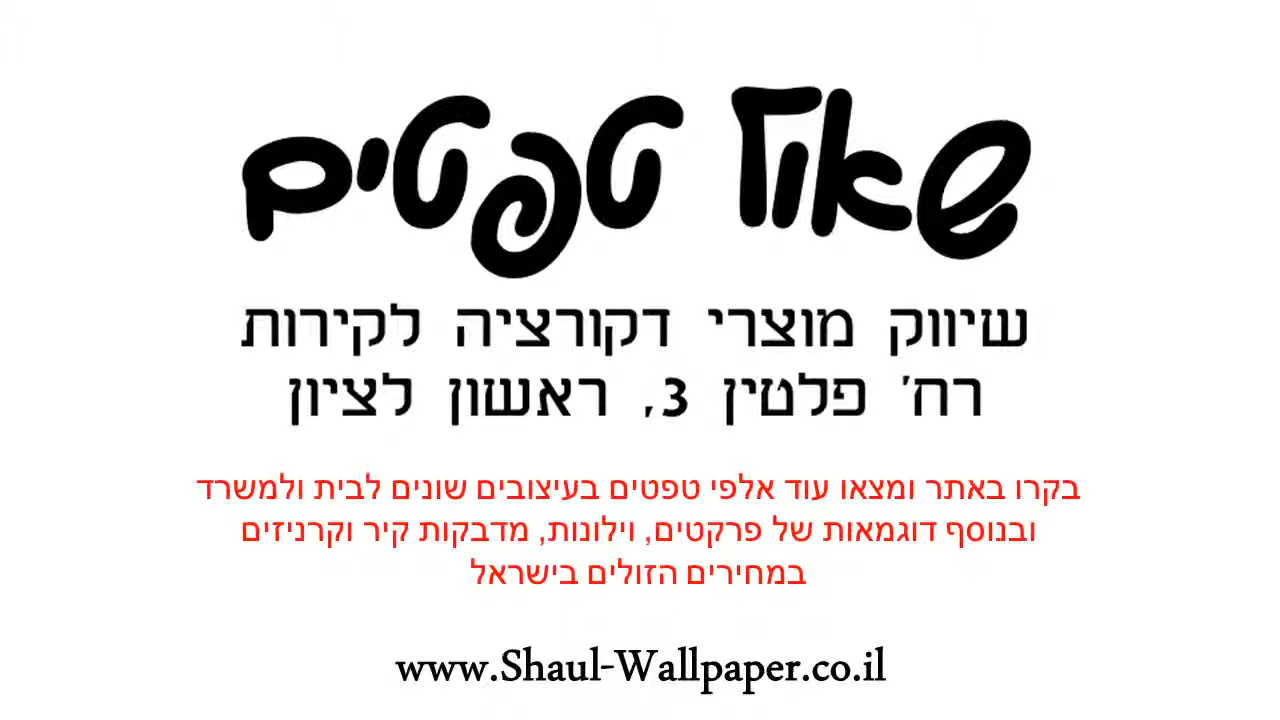 שאול טפטים
שיווק מוצרי דקורציה לקירות
רח' פלטין 3, ראשון לציון
בקרו באתר ומצאו עוד אלפי טפטים בעיצובים שונים לבית ולמשרד
ובנוסף דוגמאות של פרקטים, וילונות, מדבקות קיר וקרניזים
במחירים הזולים בישראל
www.Shaul-Wallpaper.co.il